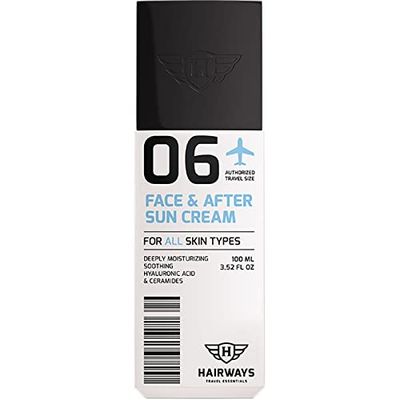 H
06
AUTHORIZED
TRAVEL SIZE
FACE & AFTER
SUN CREAM
FOR ALL SKIN TYPES
DEEPLY MOISTURIZING
SOOTHING
HYALURONIC ACID
& CERAMIDES
100 ML
3.52 FL OZ
H
HAIRWAYS
TRAVEL ESSENTIALS